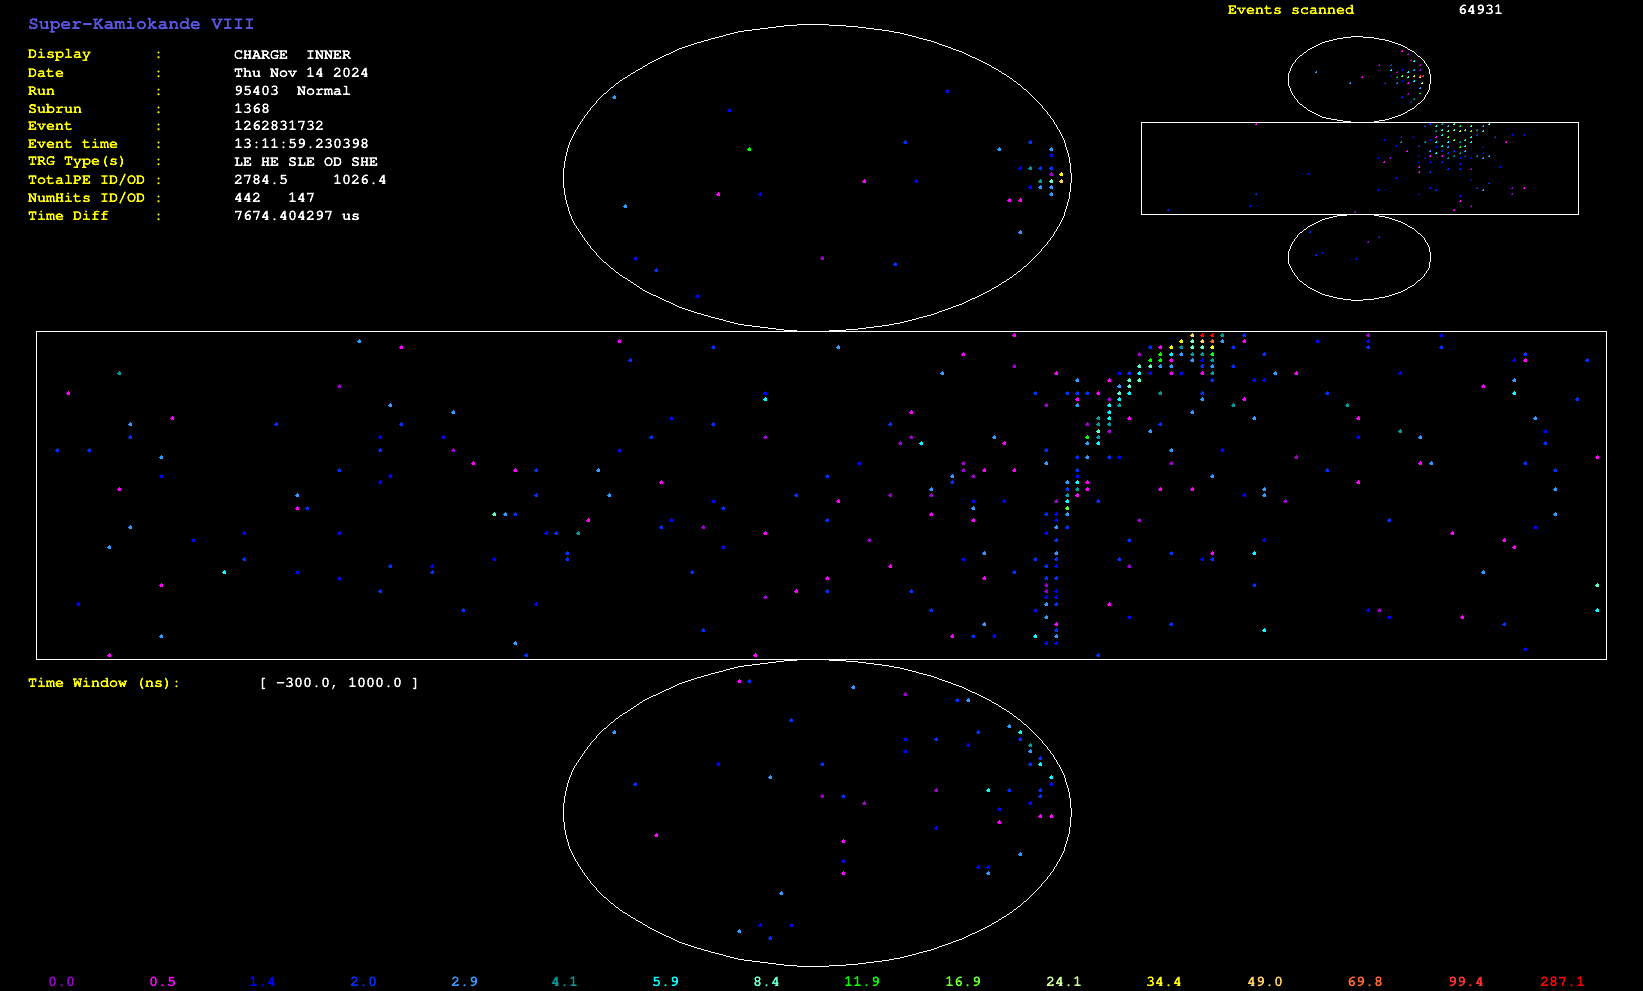 Super-Kamiokande VIII
Events scanned 64931
Display : CHARGE INNER
Date : Thu Nov 14 2024
Run : 95403 Normal
Subrun : 1368
Event : 1262831732
Event time : 13:11:59.230398
TRG Type(s) : LE HE SLE OD SHE
TotalPE ID/OD : 2784.5 1026.4
NumHits ID/OD : 442 147
Time Diff : 7674.404297 us
Time Window (ns): [ -300.0, 1000.0 ]
0.0 0.5 1.4 2.0 2.9 4.1 5.9 8.4 11.9 16.9 24.1 34.4 49.0 69.8 99.4 287.1